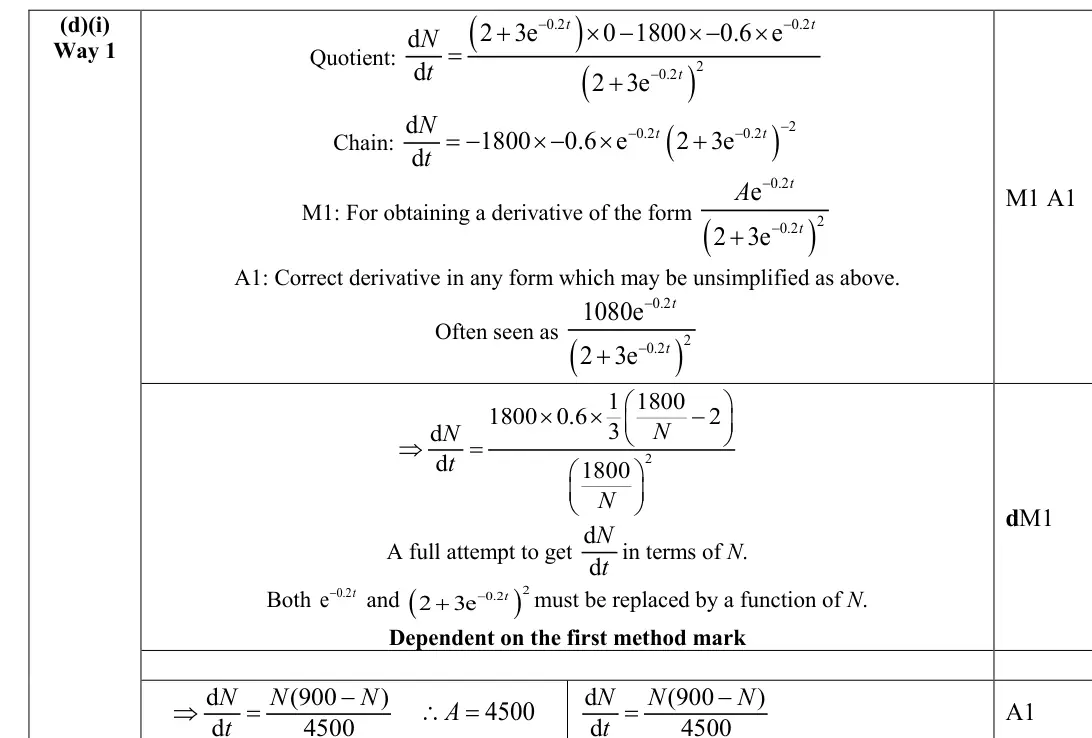 (d)(i)
Way 1
Quotient: dN/dt = ((2 + 3e^(−0.2t)) × 0 − 1800 × −0.6 × e^(−0.2t)) / (2 + 3e^(−0.2t))^2
Chain: dN/dt = −1800 × −0.6 × e^(−0.2t) (2 + 3e^(−0.2t))^(−2)
M1: For obtaining a derivative of the form Ae^(−0.2t) / (2 + 3e^(−0.2t))^2
A1: Correct derivative in any form which may be unsimplified as above.
Often seen as 1080e^(−0.2t) / (2 + 3e^(−0.2t))^2
M1 A1
⇒ dN/dt = (1800 × 0.6 × 1/3 (1800/N − 2)) / (1800/N)^2
A full attempt to get dN/dt in terms of N.
Both e^(−0.2t) and (2 + 3e^(−0.2t))^2 must be replaced by a function of N.
Dependent on the first method mark
dM1
⇒ dN/dt = N(900 − N)/4500 ∴ A = 4500
dN/dt = N(900 − N)/4500
A1